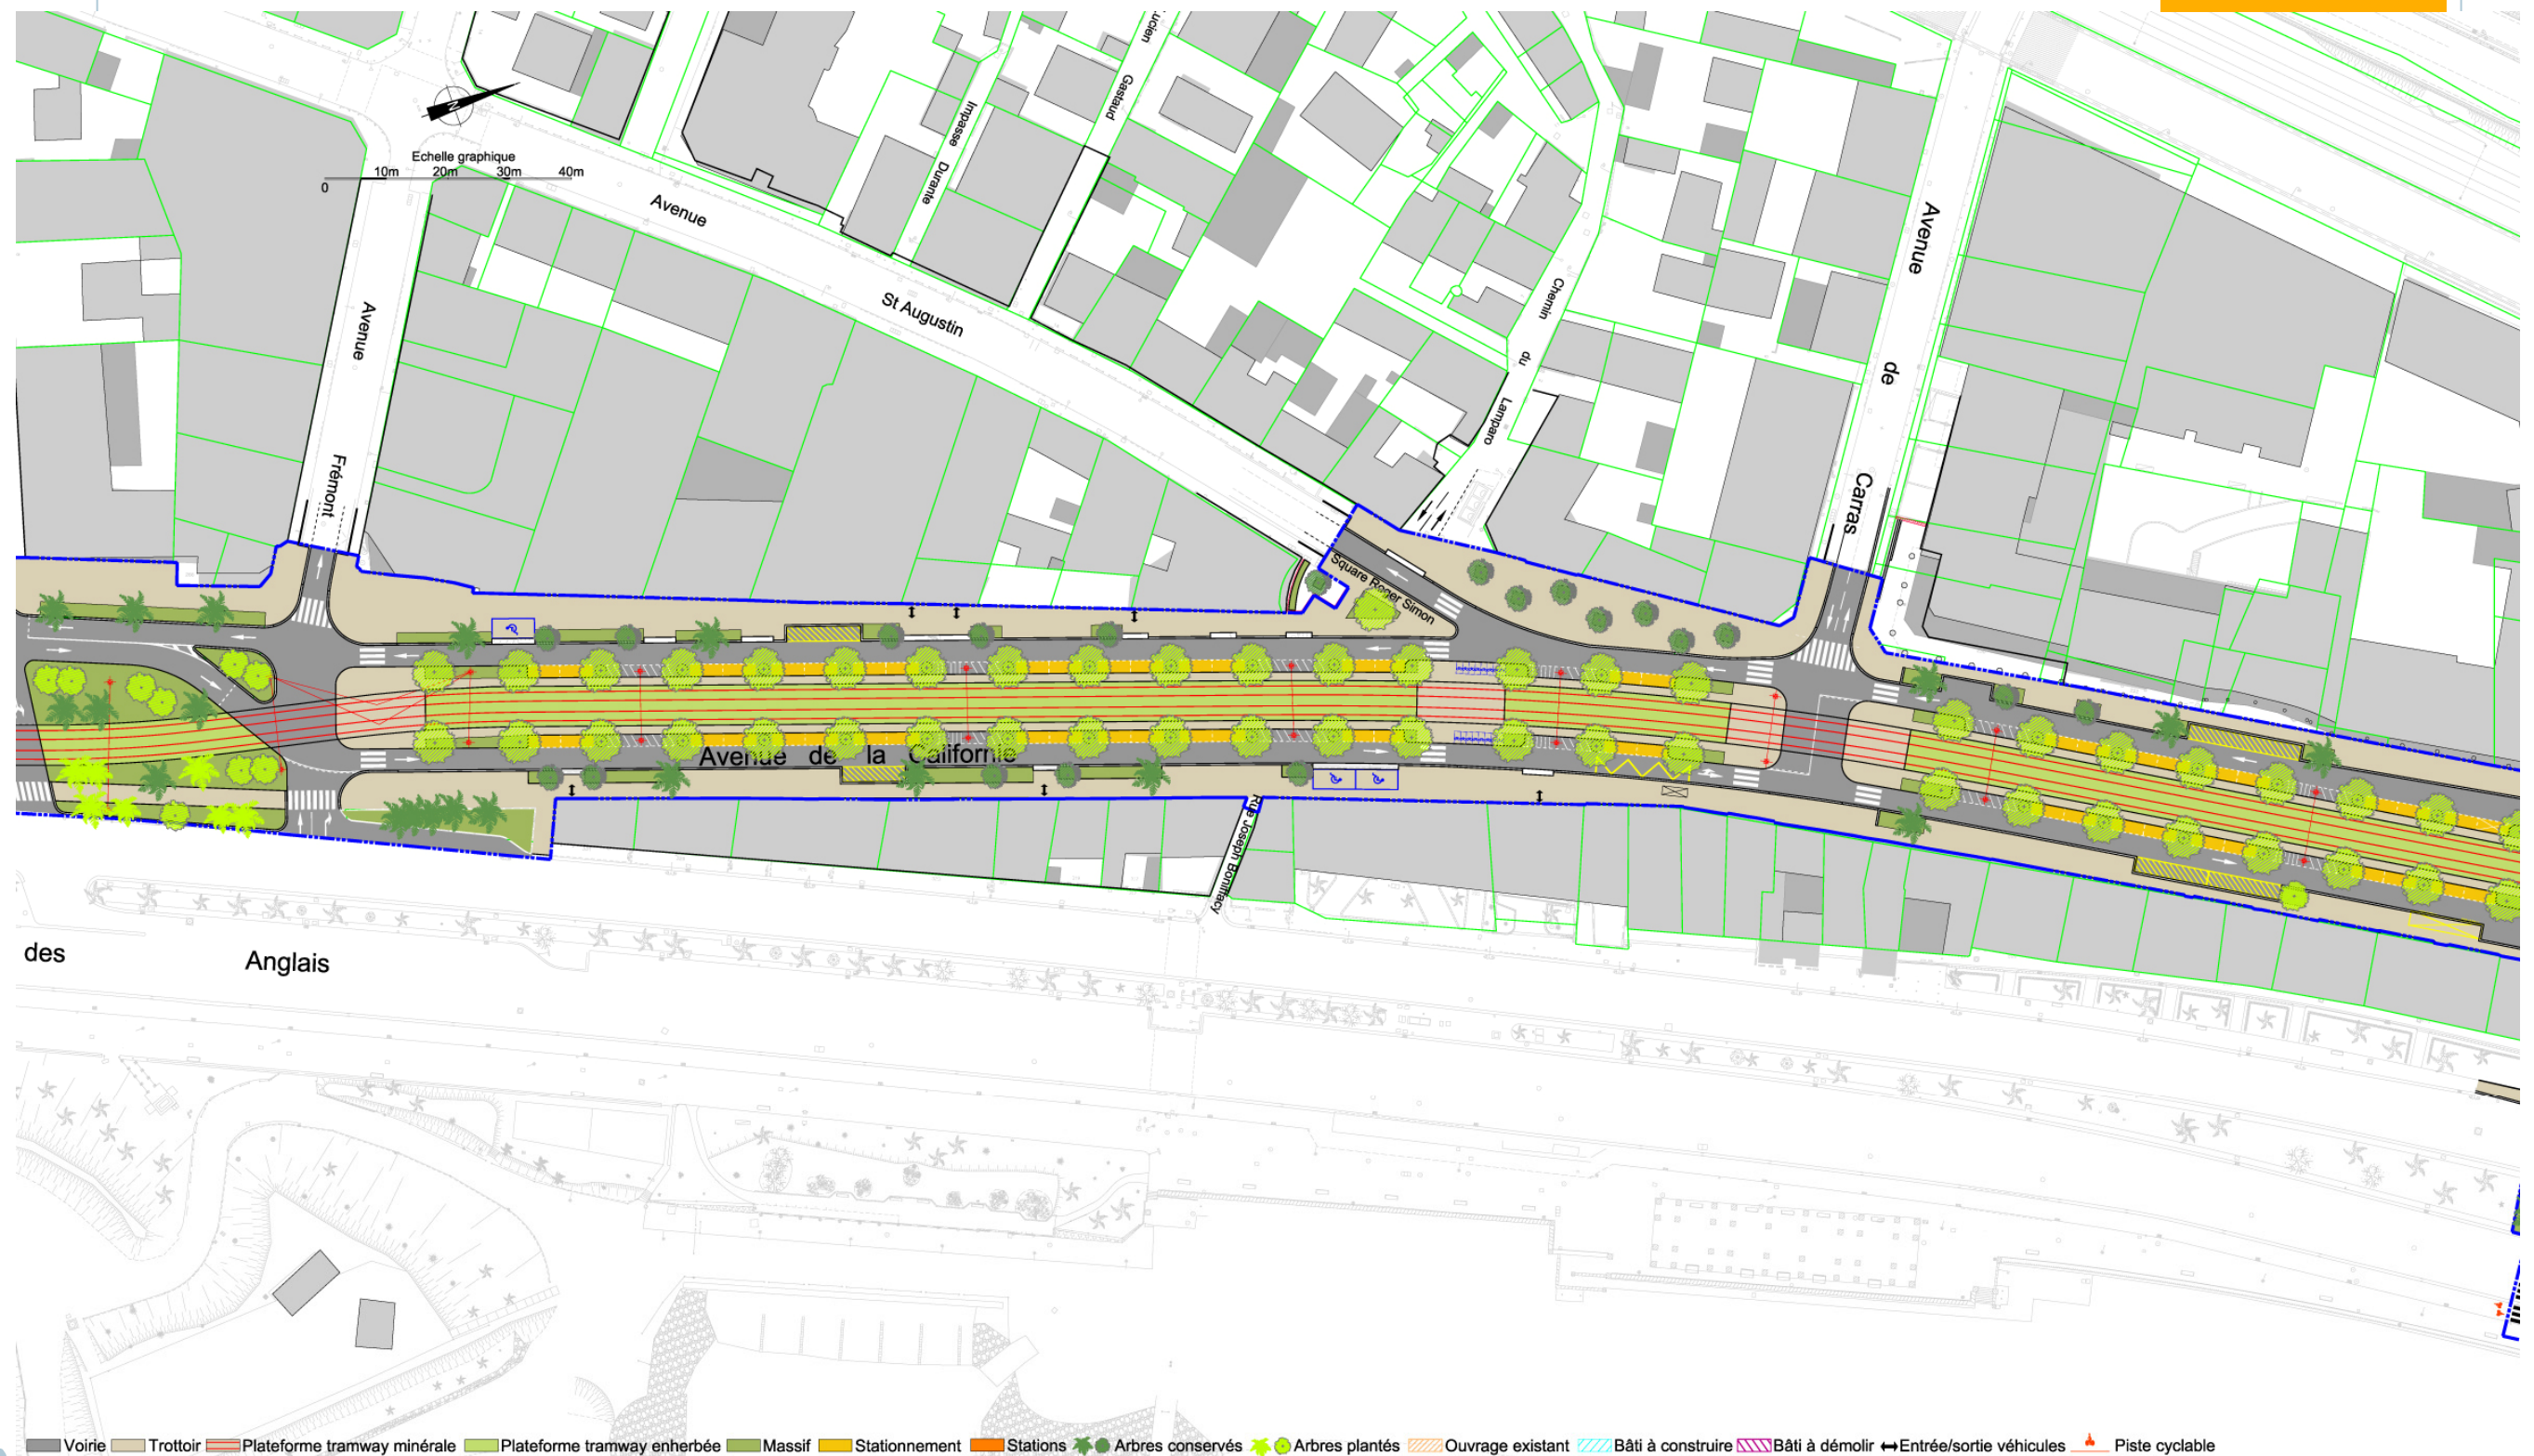 N
Echelle graphique
0 10m 20m 30m 40m
Avenue
St Augustin
Impasse
Durante
Lucien
Gastaud
Chemin
du
Lamparo
Avenue
de
Carras
Avenue
Frémont
Square Roger Simon
Avenue de la Californie
Rue Joseph Boniffacy
des Anglais
Voirie Trottoir Plateforme tramway minérale Plateforme tramway enherbée Massif Stationnement Stations Arbres conservés Arbres plantés Ouvrage existant Bâti à construire Bâti à démolir Entrée/sortie véhicules Piste cyclable